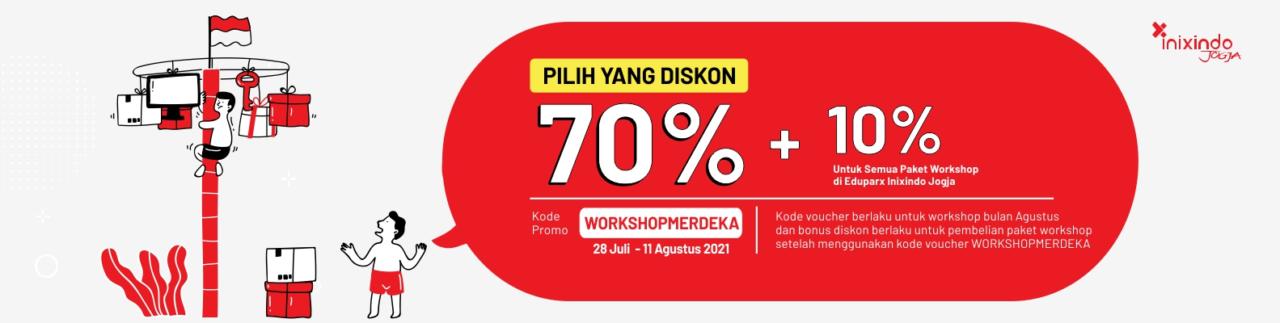 inixindo
JOGJA
PILIH YANG DISKON
70% + 10%
Untuk Semua Paket Workshop
di Eduparx Inixindo Jogja
Kode
Promo
WORKSHOPMERDEKA
28 Juli - 11 Agustus 2021
Kode voucher berlaku untuk workshop bulan Agustus
dan bonus diskon berlaku untuk pembelian paket workshop
setelah menggunakan kode voucher WORKSHOPMERDEKA